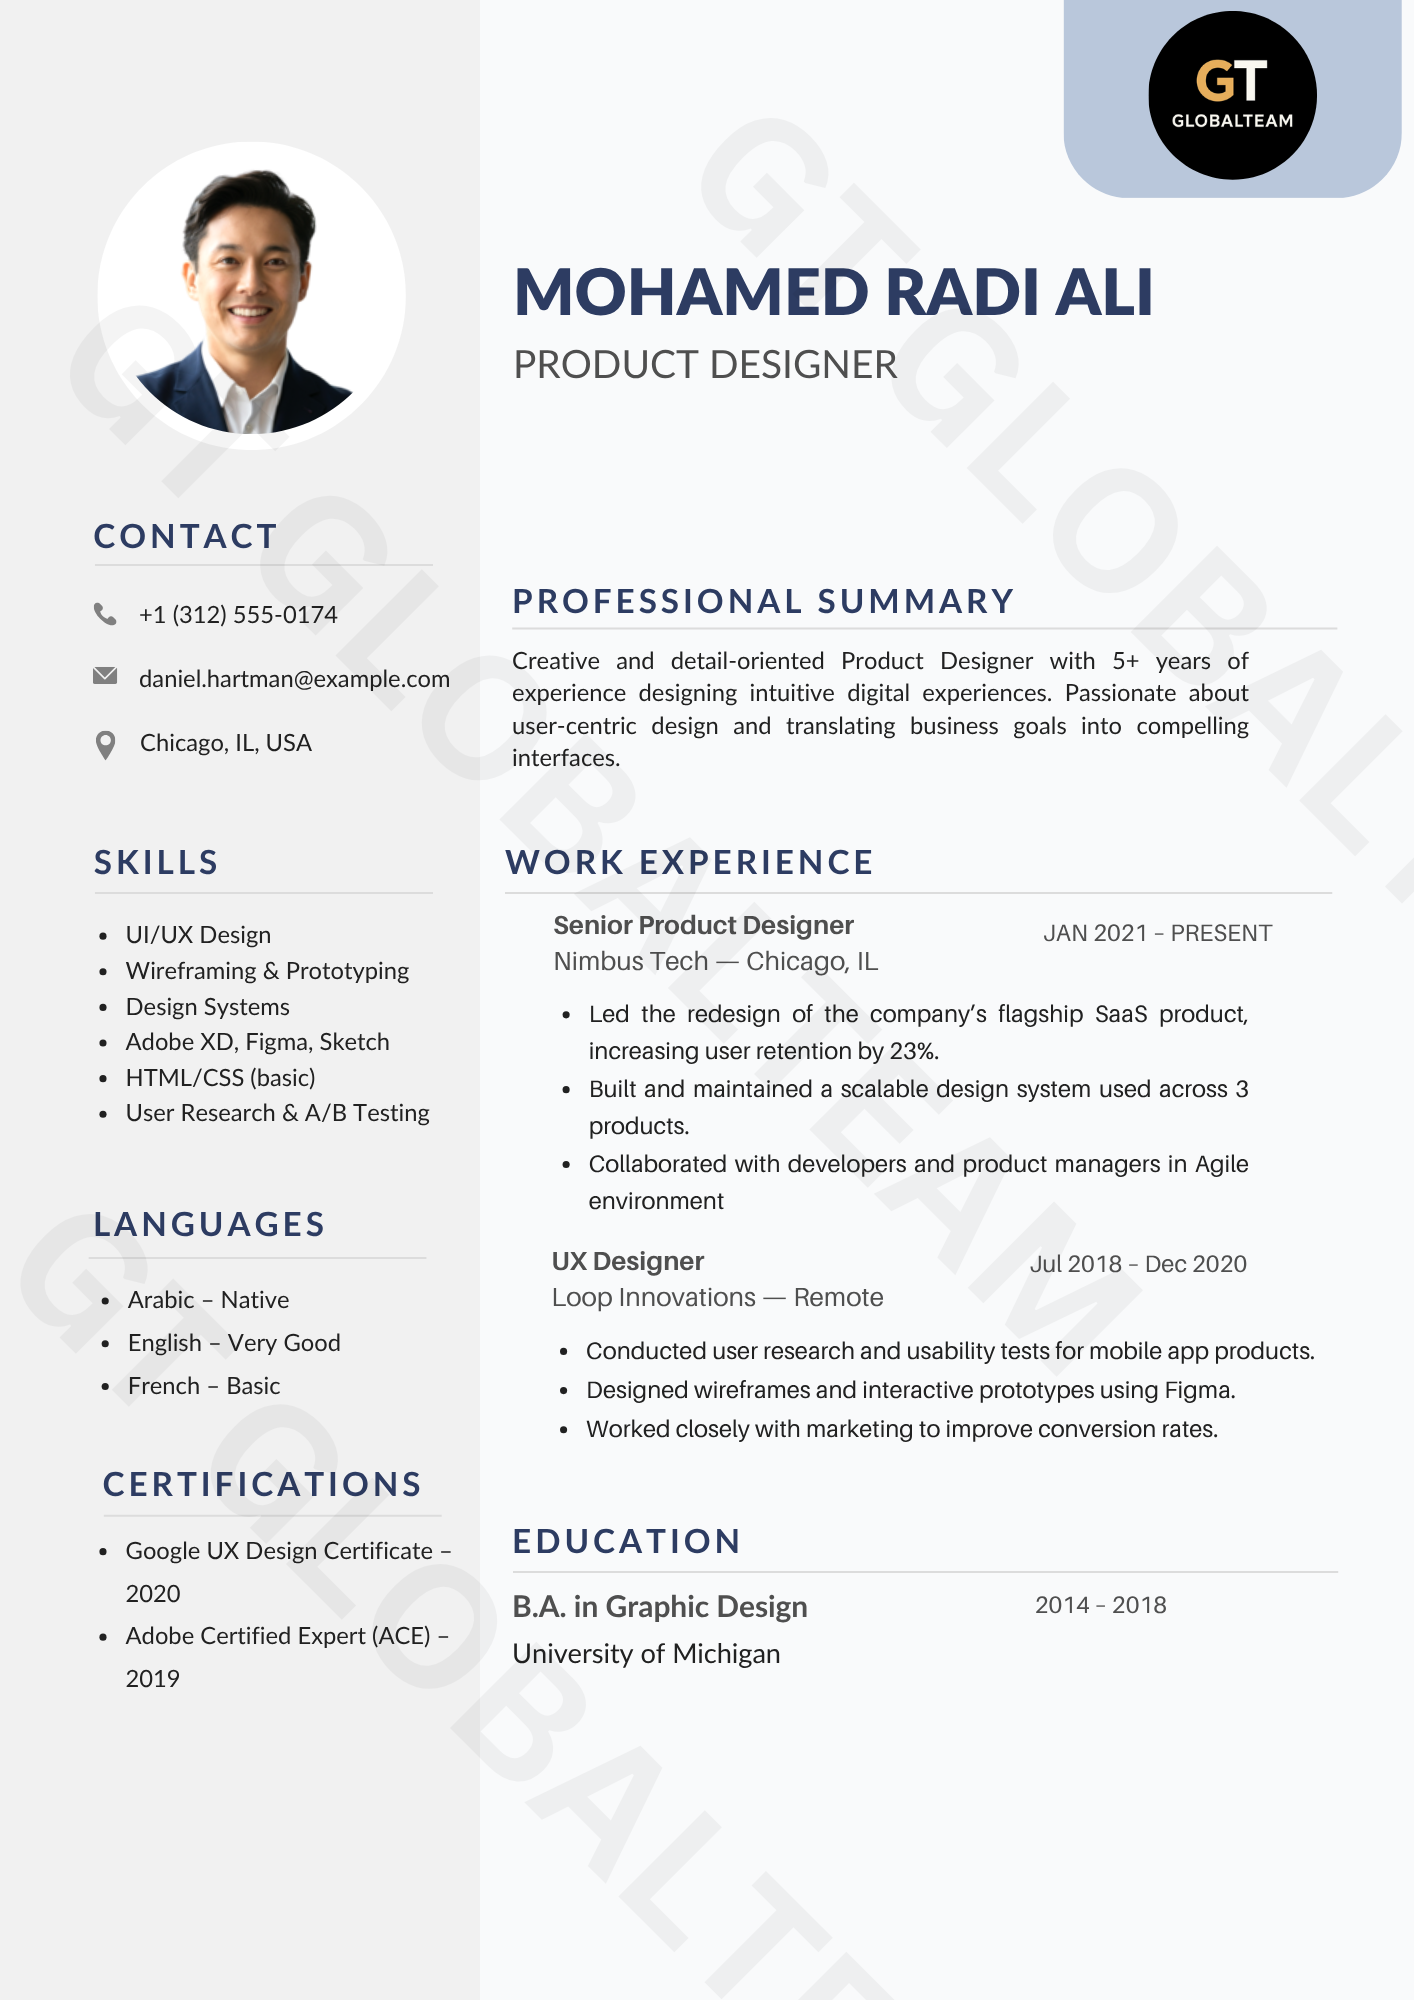 GT
GLOBALTEAM
MOHAMED RADI ALI
PRODUCT DESIGNER
CONTACT
+1 (312) 555-0174
daniel.hartman@example.com
Chicago, IL, USA
SKILLS
• UI/UX Design
• Wireframing & Prototyping
• Design Systems
• Adobe XD, Figma, Sketch
• HTML/CSS (basic)
• User Research & A/B Testing
LANGUAGES
• Arabic – Native
• English – Very Good
• French – Basic
CERTIFICATIONS
• Google UX Design Certificate –
2020
• Adobe Certified Expert (ACE) –
2019
PROFESSIONAL SUMMARY
Creative and detail-oriented Product Designer with 5+ years of
experience designing intuitive digital experiences. Passionate about
user-centric design and translating business goals into compelling
interfaces.
WORK EXPERIENCE
Senior Product Designer
JAN 2021 – PRESENT
Nimbus Tech — Chicago, IL
• Led the redesign of the company’s flagship SaaS product,
increasing user retention by 23%.
• Built and maintained a scalable design system used across 3
products.
• Collaborated with developers and product managers in Agile
environment
UX Designer
Jul 2018 – Dec 2020
Loop Innovations — Remote
• Conducted user research and usability tests for mobile app products.
• Designed wireframes and interactive prototypes using Figma.
• Worked closely with marketing to improve conversion rates.
EDUCATION
B.A. in Graphic Design
2014 – 2018
University of Michigan
GT GLOBALT
GT GLOBALTEAM
GT GLOBALTE